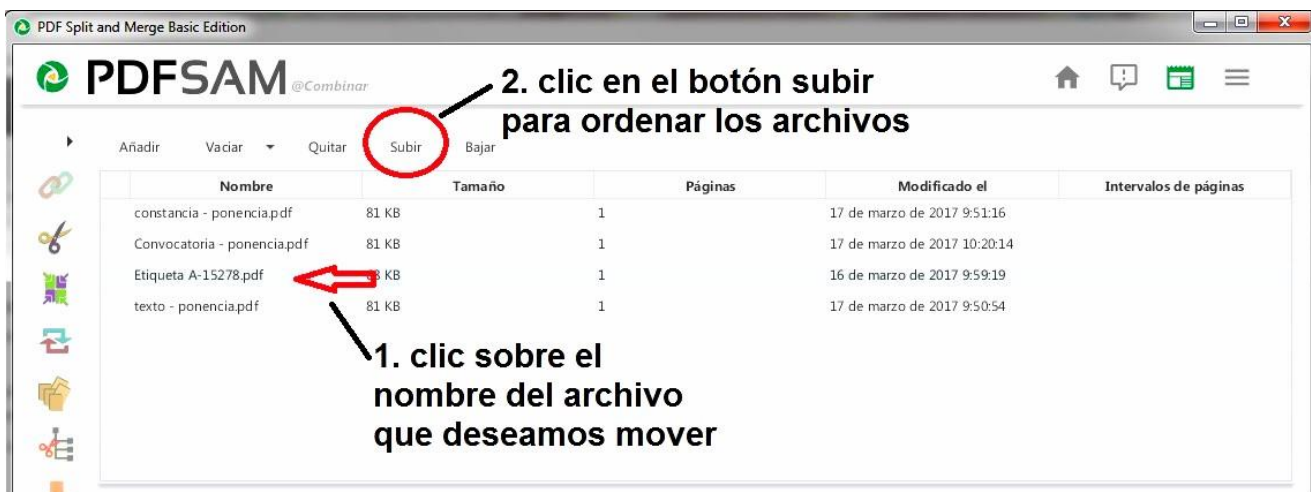 PDF Split and Merge Basic Edition
PDFSAM @Combinar
2. clic en el botón subir
para ordenar los archivos
Añadir Vaciar Quitar Subir Bajar
Nombre Tamaño Páginas Modificado el Intervalos de páginas
constancia - ponencia.pdf 81 KB 1 17 de marzo de 2017 9:51:16
Convocatoria - ponencia.pdf 81 KB 1 17 de marzo de 2017 10:20:14
Etiqueta A-15278.pdf KB 1 16 de marzo de 2017 9:59:19
texto - ponencia.pdf 81 KB 1 17 de marzo de 2017 9:50:54
1. clic sobre el
nombre del archivo
que deseamos mover